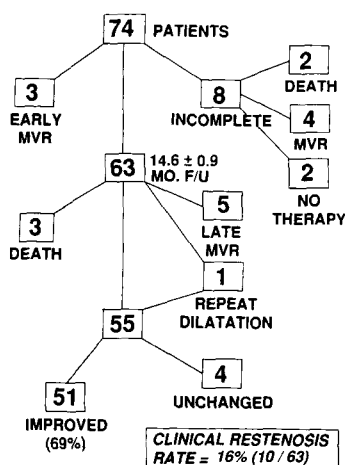 74 PATIENTS
2
DEATH
3
EARLY
MVR
8
INCOMPLETE
4
MVR
2
NO
THERAPY
63 14.6 ± 0.9
MO. F/U
3
DEATH
5
LATE
MVR
1
REPEAT
DILATATION
55
51
IMPROVED
(69%)
4
UNCHANGED
CLINICAL RESTENOSIS
RATE = 16% (10 / 63)